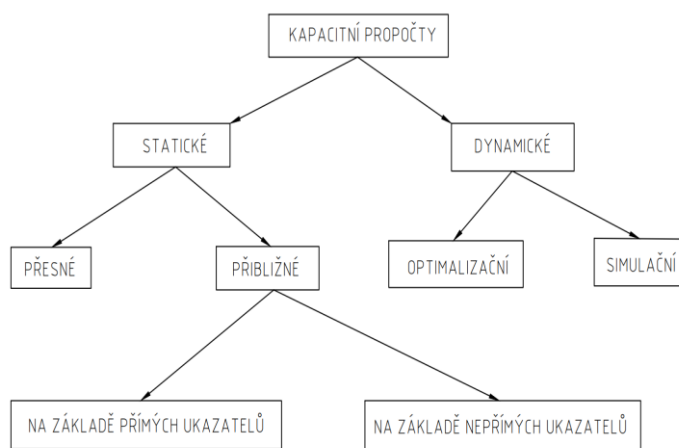 KAPACITNÍ PROPOČTY
STATICKÉ
DYNAMICKÉ
PŘESNÉ
PŘIBLIŽNÉ
OPTIMALIZAČNÍ
SIMULAČNÍ
NA ZÁKLADĚ PŘÍMÝCH UKAZATELŮ
NA ZÁKLADĚ NEPŘÍMÝCH UKAZATELŮ